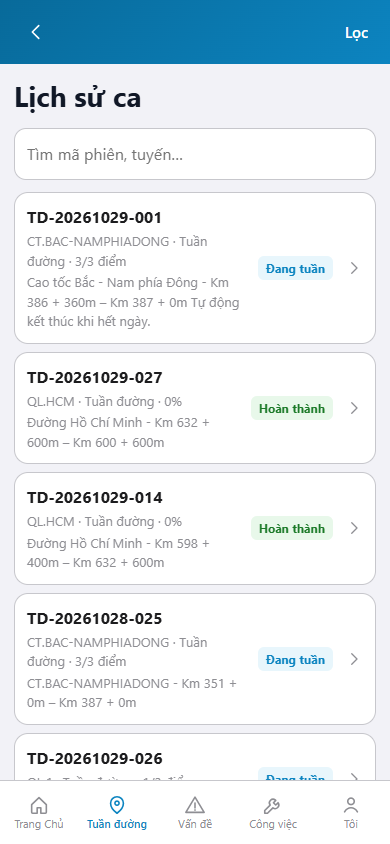 Lọc
Lịch sử ca
Tìm mã phiên, tuyến...
TD-20261029-001
CT.BAC-NAMPHIADONG · Tuần
đường · 3/3 điểm
Cao tốc Bắc - Nam phía Đông - Km
386 + 360m – Km 387 + 0m Tự động
kết thúc khi hết ngày.
Đang tuần
TD-20261029-027
QL.HCM · Tuần đường · 0%
Đường Hồ Chí Minh - Km 632 +
600m – Km 600 + 600m
Hoàn thành
TD-20261029-014
QL.HCM · Tuần đường · 0%
Đường Hồ Chí Minh - Km 598 +
400m – Km 632 + 600m
Hoàn thành
TD-20261028-025
CT.BAC-NAMPHIADONG · Tuần
đường · 3/3 điểm
CT.BAC-NAMPHIADONG - Km 351 +
0m – Km 387 + 0m
Đang tuần
TD-20261029-026
Đang tuần
Trang Chủ
Tuần đường
Vấn đề
Công việc
Tôi